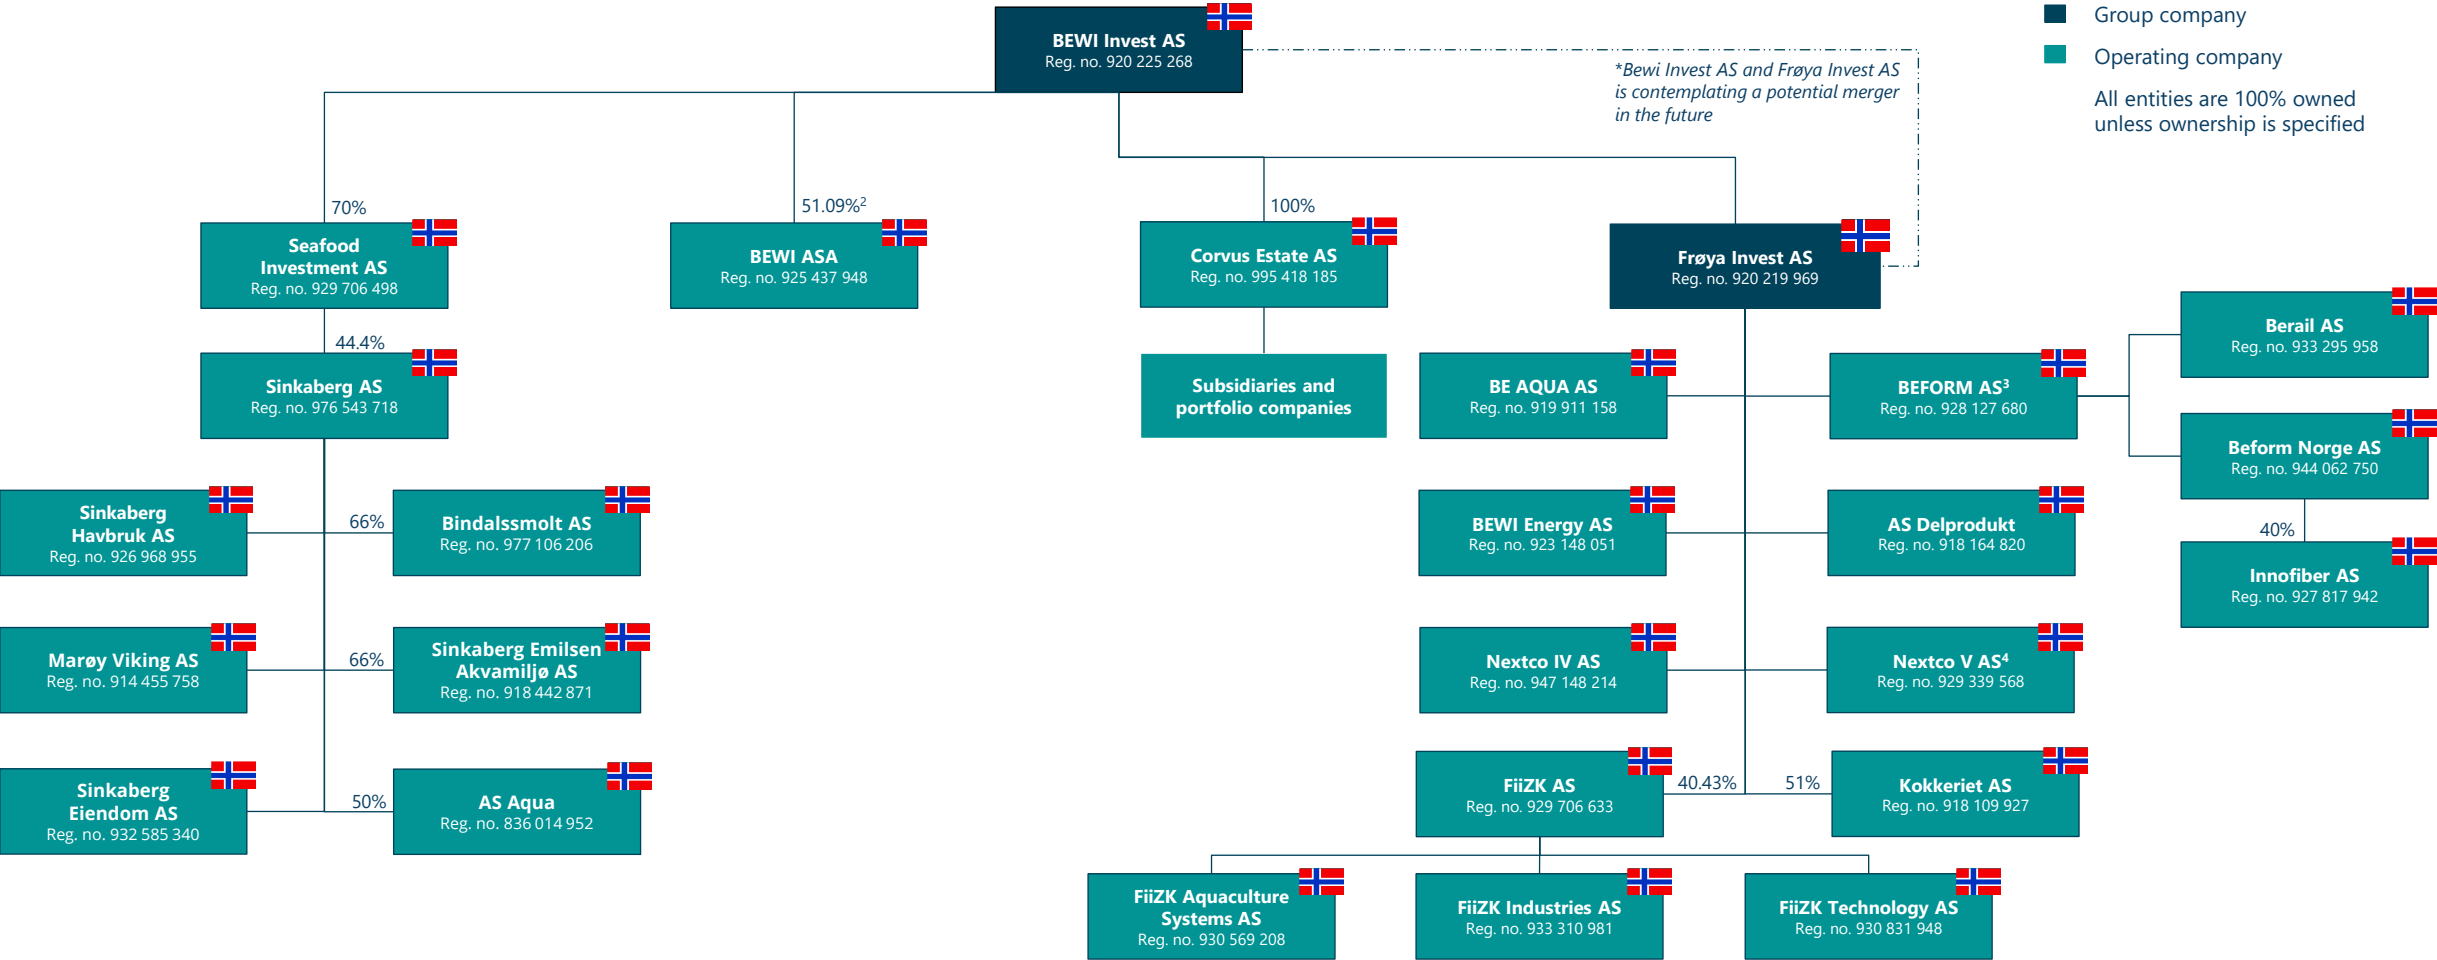 BEWI Invest AS
Reg. no. 920 225 268
Group company
Operating company
All entities are 100% owned
unless ownership is specified
*Bewi Invest AS and Frøya Invest AS
is contemplating a potential merger
in the future
70%
51.09%²
100%
Seafood
Investment AS
Reg. no. 929 706 498
BEWI ASA
Reg. no. 925 437 948
Corvus Estate AS
Reg. no. 995 418 185
Frøya Invest AS
Reg. no. 920 219 969
44.4%
Sinkaberg AS
Reg. no. 976 543 718
Subsidiaries and
portfolio companies
BE AQUA AS
Reg. no. 919 911 158
BEFORM AS³
Reg. no. 928 127 680
Berail AS
Reg. no. 933 295 958
Beform Norge AS
Reg. no. 944 062 750
40%
Innofiber AS
Reg. no. 927 817 942
Sinkaberg
Havbruk AS
Reg. no. 926 968 955
66%
Bindalssmolt AS
Reg. no. 977 106 206
BEWI Energy AS
Reg. no. 923 148 051
AS Delprodukt
Reg. no. 918 164 820
Marøy Viking AS
Reg. no. 914 455 758
66%
Sinkaberg Emilsen
Akvamiljø AS
Reg. no. 918 442 871
Nextco IV AS
Reg. no. 947 148 214
Nextco V AS⁴
Reg. no. 929 339 568
Sinkaberg
Eiendom AS
Reg. no. 932 585 340
50%
AS Aqua
Reg. no. 836 014 952
FiiZK AS
Reg. no. 929 706 633
40.43%
51%
Kokkeriet AS
Reg. no. 918 109 927
FiiZK Aquaculture
Systems AS
Reg. no. 930 569 208
FiiZK Industries AS
Reg. no. 933 310 981
FiiZK Technology AS
Reg. no. 930 831 948